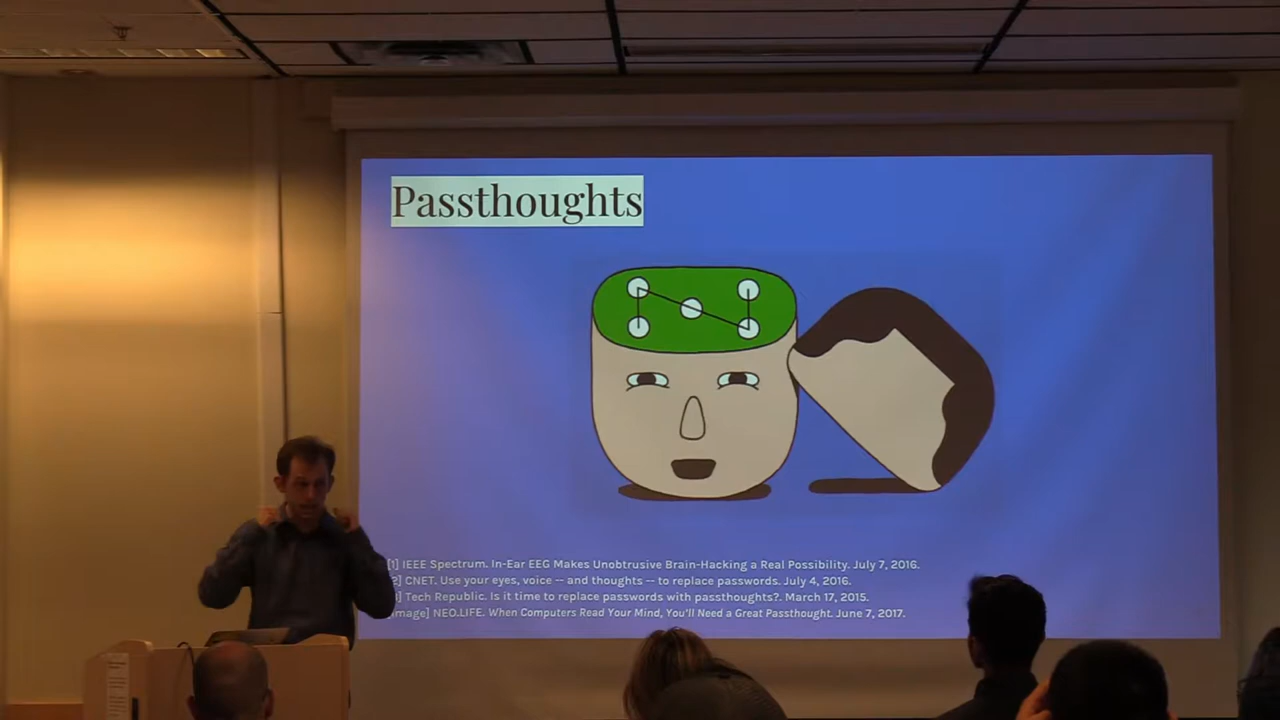 Passthoughts
IEEE Spectrum. In-Ear EEG Makes Unobtrusive Brain-Hacking a Real Possibility. July 7, 2016.
CNET. Use your eyes, voice -- and thoughts -- to replace passwords. July 4, 2016.
Tech Republic. Is it time to replace passwords with passthoughts?. March 17, 2015.
NEO.LIFE. When Computers Read Your Mind, You'll Need a Great Passthought. June 7, 2017.